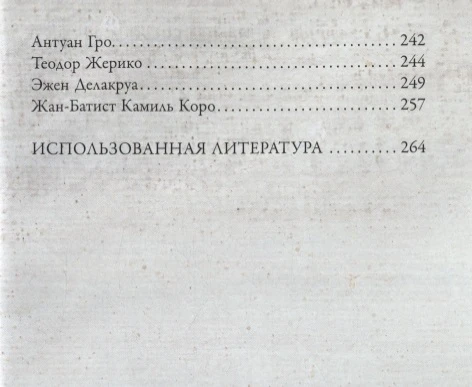 Антуан Гро. . . . . . . . . . . . . . . . . . . . . . . . . . . . . . . . . . . . . . . . 242
Теодор Жерико . . . . . . . . . . . . . . . . . . . . . . . . . . . . . . . . . . . . 244
Эжен Делакруа. . . . . . . . . . . . . . . . . . . . . . . . . . . . . . . . . . . . 249
Жан-Батист Камиль Коро. . . . . . . . . . . . . . . . . . . . . . . . . 257
ИСПОЛЬЗОВАННАЯ ЛИТЕРАТУРА . . . . . . . . . . 264